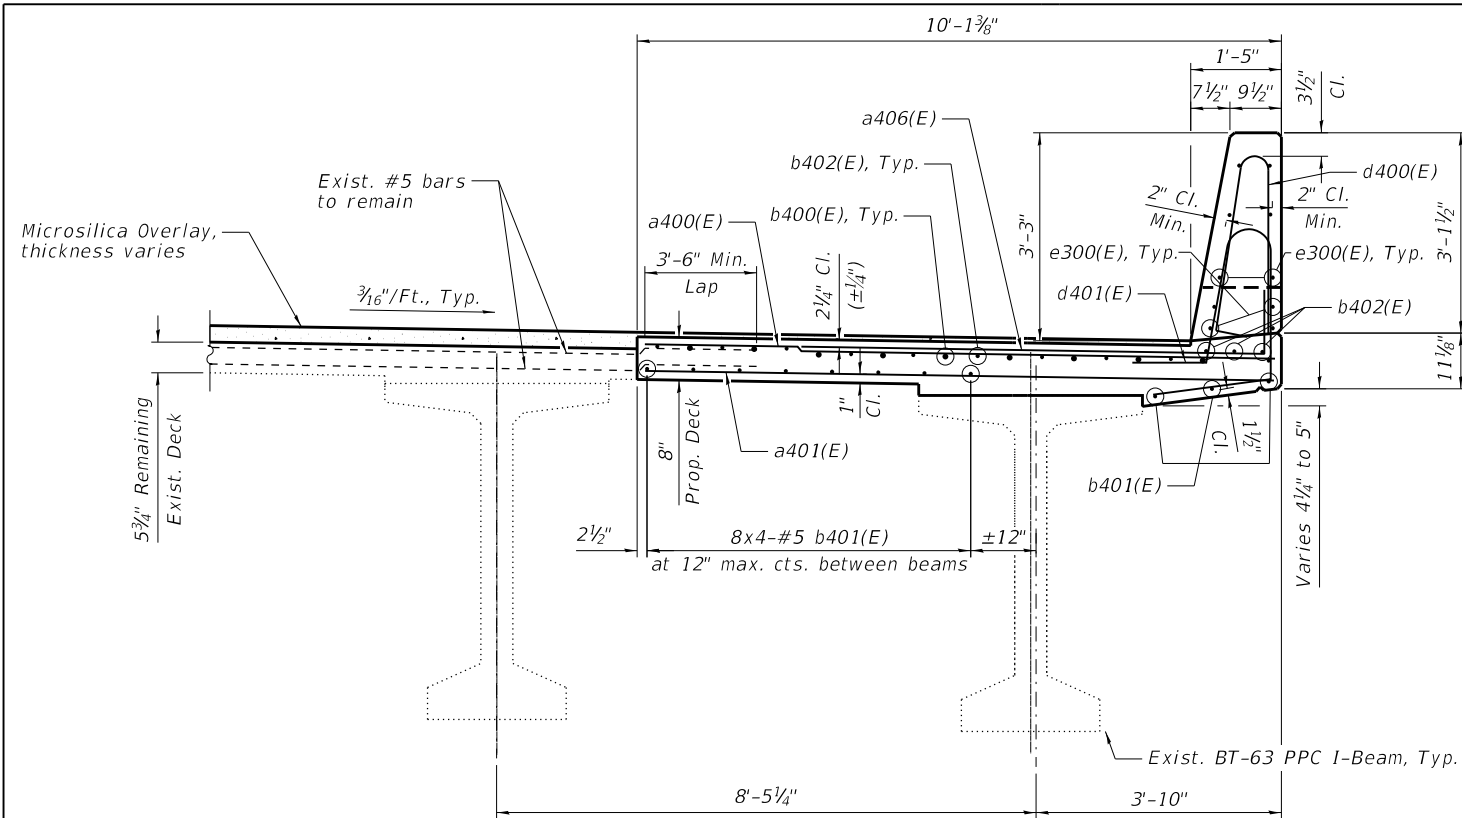 10'-1⅜"
1'-5"
7½" 9½"
3½"
Cl.
a406(E)
b402(E), Typ.
Exist. #5 bars
to remain
d400(E)
Microsilica Overlay,
thickness varies
a400(E)
b400(E), Typ.
2" Cl.
Min.
2" Cl.
Min.
3'-3"
3'-1½"
3'-6" Min.
Lap
2¼" Cl.
(±¼")
e300(E), Typ.
e300(E), Typ.
3/16"/Ft., Typ.
d401(E)
b402(E)
11⅛"
5¾" Remaining
Exist. Deck
8"
Prop. Deck
1"
Cl.
a401(E)
1½"
Cl.
b401(E)
Varies 4¼" to 5"
2½"
8x4-#5 b401(E)
at 12" max. cts. between beams
±12"
Exist. BT-63 PPC I-Beam, Typ.
8'-5¼"
3'-10"